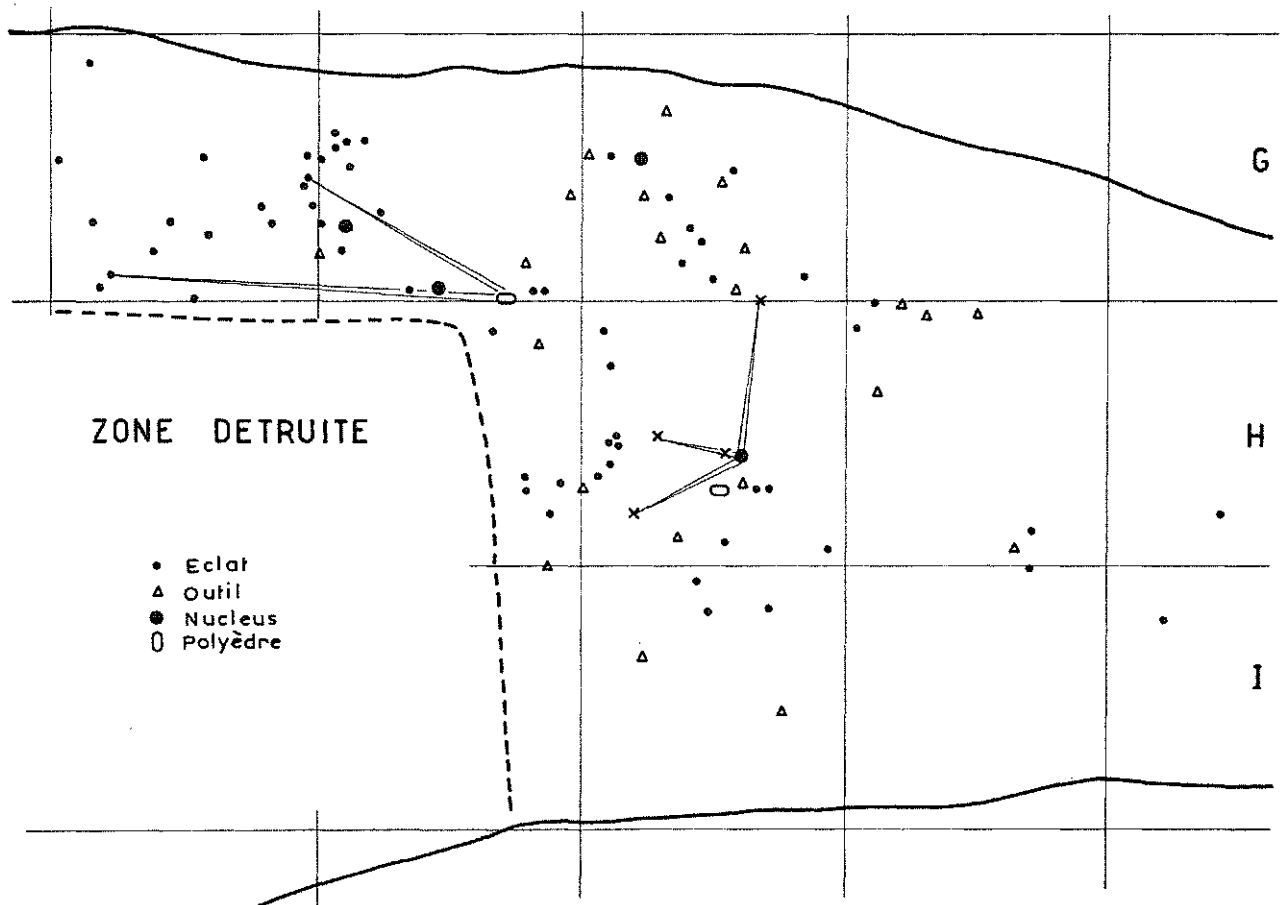 G
ZONE DETRUITE
H
Eclat
Outil
Nucleus
Polyèdre
I